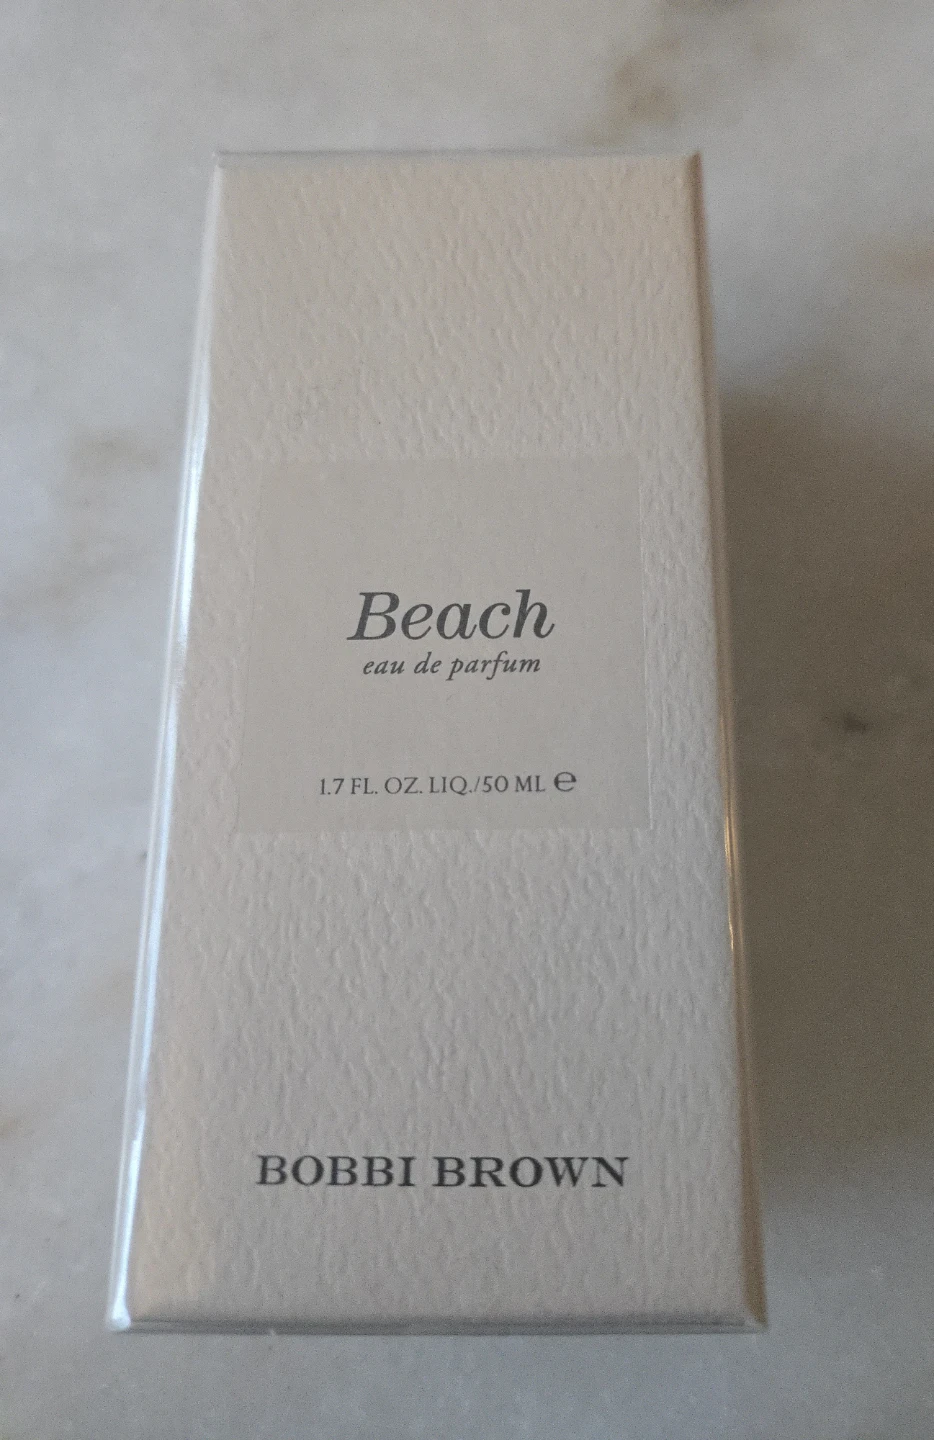 Beach
eau de parfum
1.7 FL. OZ. LIQ./50 ML ℮
BOBBI BROWN